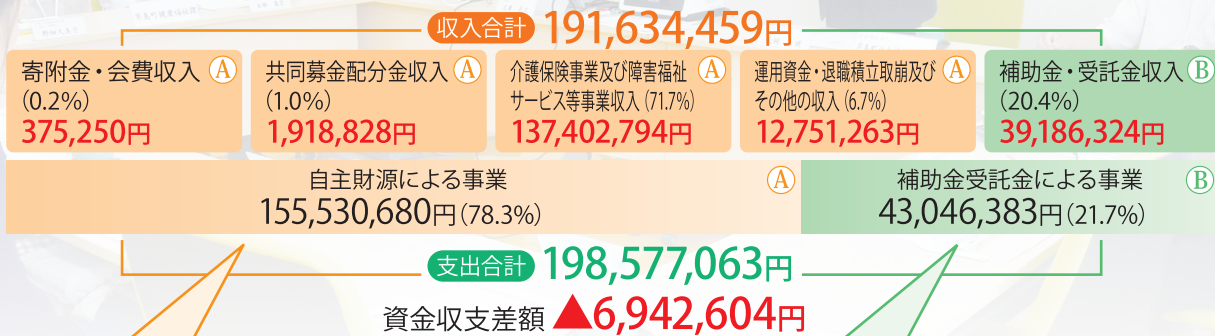 収入合計 191,634,459円
寄附金・会費収入 A
(0.2%)
375,250円
共同募金配分金収入 A
(1.0%)
1,918,828円
介護保険事業及び障害福祉 A
サービス等事業収入 (71.7%)
137,402,794円
運用資金・退職積立取崩及び A
その他の収入 (6.7%)
12,751,263円
補助金・受託金収入 B
(20.4%)
39,186,324円
自主財源による事業 A
155,530,680円 (78.3%)
補助金受託金による事業 B
43,046,383円 (21.7%)
支出合計 198,577,063円
資金収支差額 ▲6,942,604円